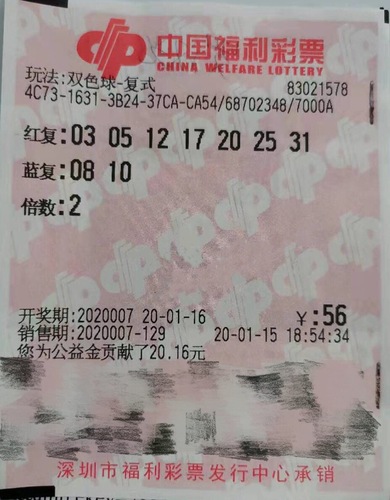 中国福利彩票
CHINA WELFARE LOTTERY
玩法:双色球-复式 83021578
4C73-1631-3B24-37CA-CA54/68702348/7000A
红复:03 05 12 17 20 25 31
蓝复:08 10
倍数:2
开奖期:2020007 20-01-16 ¥:56
销售期:2020007-129 20-01-15 18:54:34
您为公益金贡献了20.16元
深圳市福利彩票发行中心承销